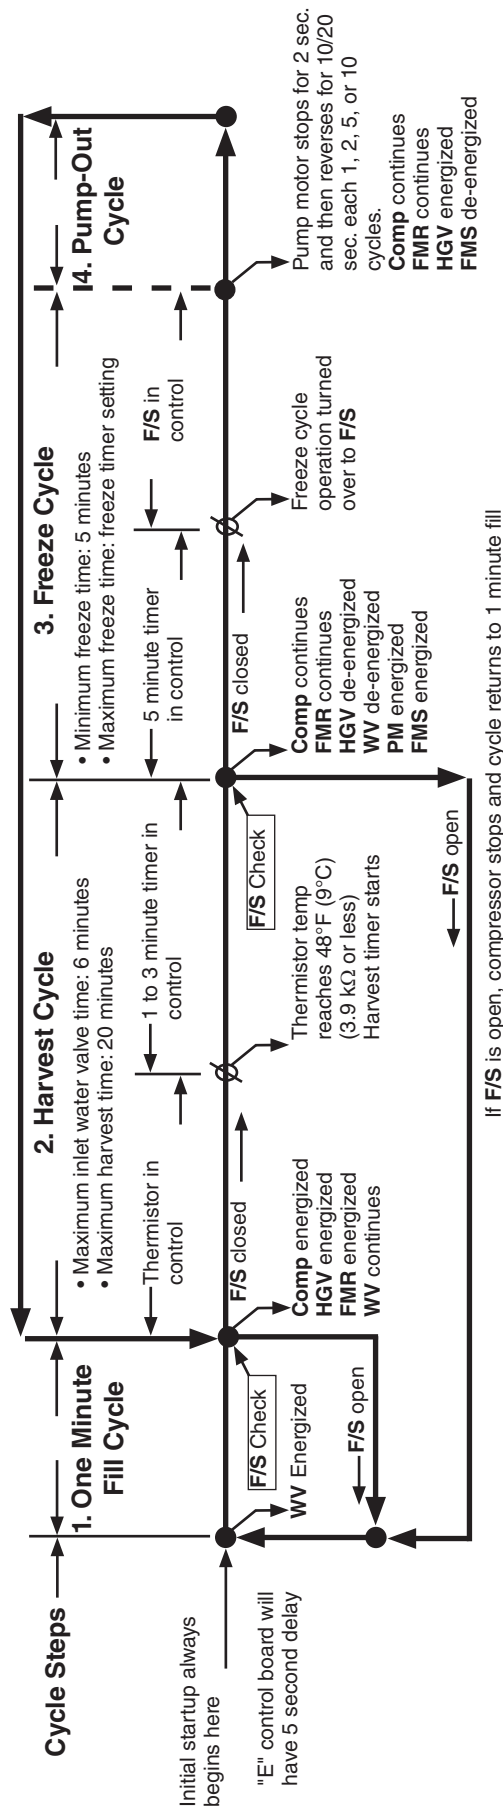 Cycle Steps
1. One Minute
Fill Cycle
2. Harvest Cycle
• Maximum inlet water valve time: 6 minutes
• Maximum harvest time: 20 minutes
3. Freeze Cycle
• Minimum freeze time: 5 minutes
• Maximum freeze time: freeze timer setting
4. Pump-Out
Cycle
Thermistor in
control
1 to 3 minute timer in
control
5 minute timer
in control
F/S in
control
Initial startup always
begins here
"E" control board will
have 5 second delay
WV Energized
F/S Check
F/S open
F/S closed
Comp energized
HGV energized
FMR energized
WV continues
Thermistor temp
reaches 48°F (9°C)
(3.9 kΩ or less)
Harvest timer starts
F/S Check
F/S closed
Comp continues
FMR continues
HGV de-energized
WV de-energized
PM energized
FMS energized
Freeze cycle
operation turned
over to F/S
Pump motor stops for 2 sec.
and then reverses for 10/20
sec. each 1, 2, 5, or 10
cycles.
Comp continues
FMR continues
HGV energized
FMS de-energized
F/S open
If F/S is open, compressor stops and cycle returns to 1 minute fill